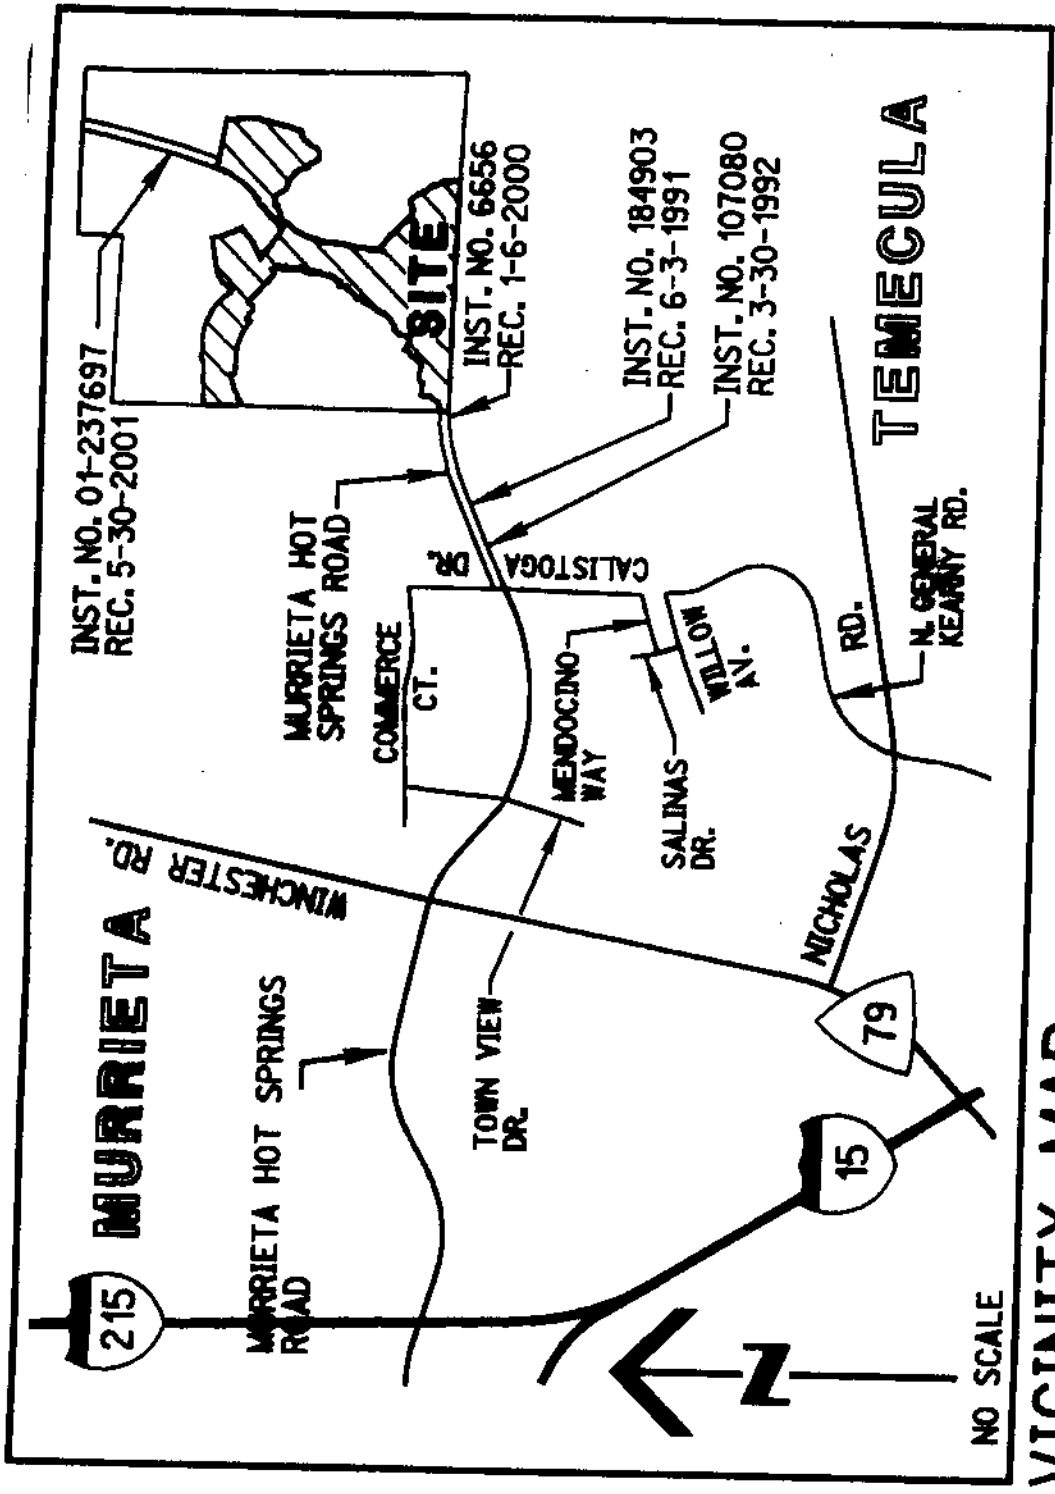 INST. NO. 01-237697
REC. 5-30-2001
SITE
INST. NO. 6656
REC. 1-6-2000
INST. NO. 184903
REC. 6-3-1991
INST. NO. 107080
REC. 3-30-1992
TEMECULA
MURRIETA HOT
SPRINGS ROAD
CALISTOGA DR.
COMMERCE
CT.
MENDOCINO
WAY
WILLOW
AV.
SALINAS
DR.
N. GENERAL
KEARNY RD.
NICHOLAS RD.
WINCHESTER RD.
MURRIETA
MURRIETA HOT SPRINGS
ROAD
TOWN VIEW
DR.
79
15
215
N
NO SCALE
VICINITY MAP